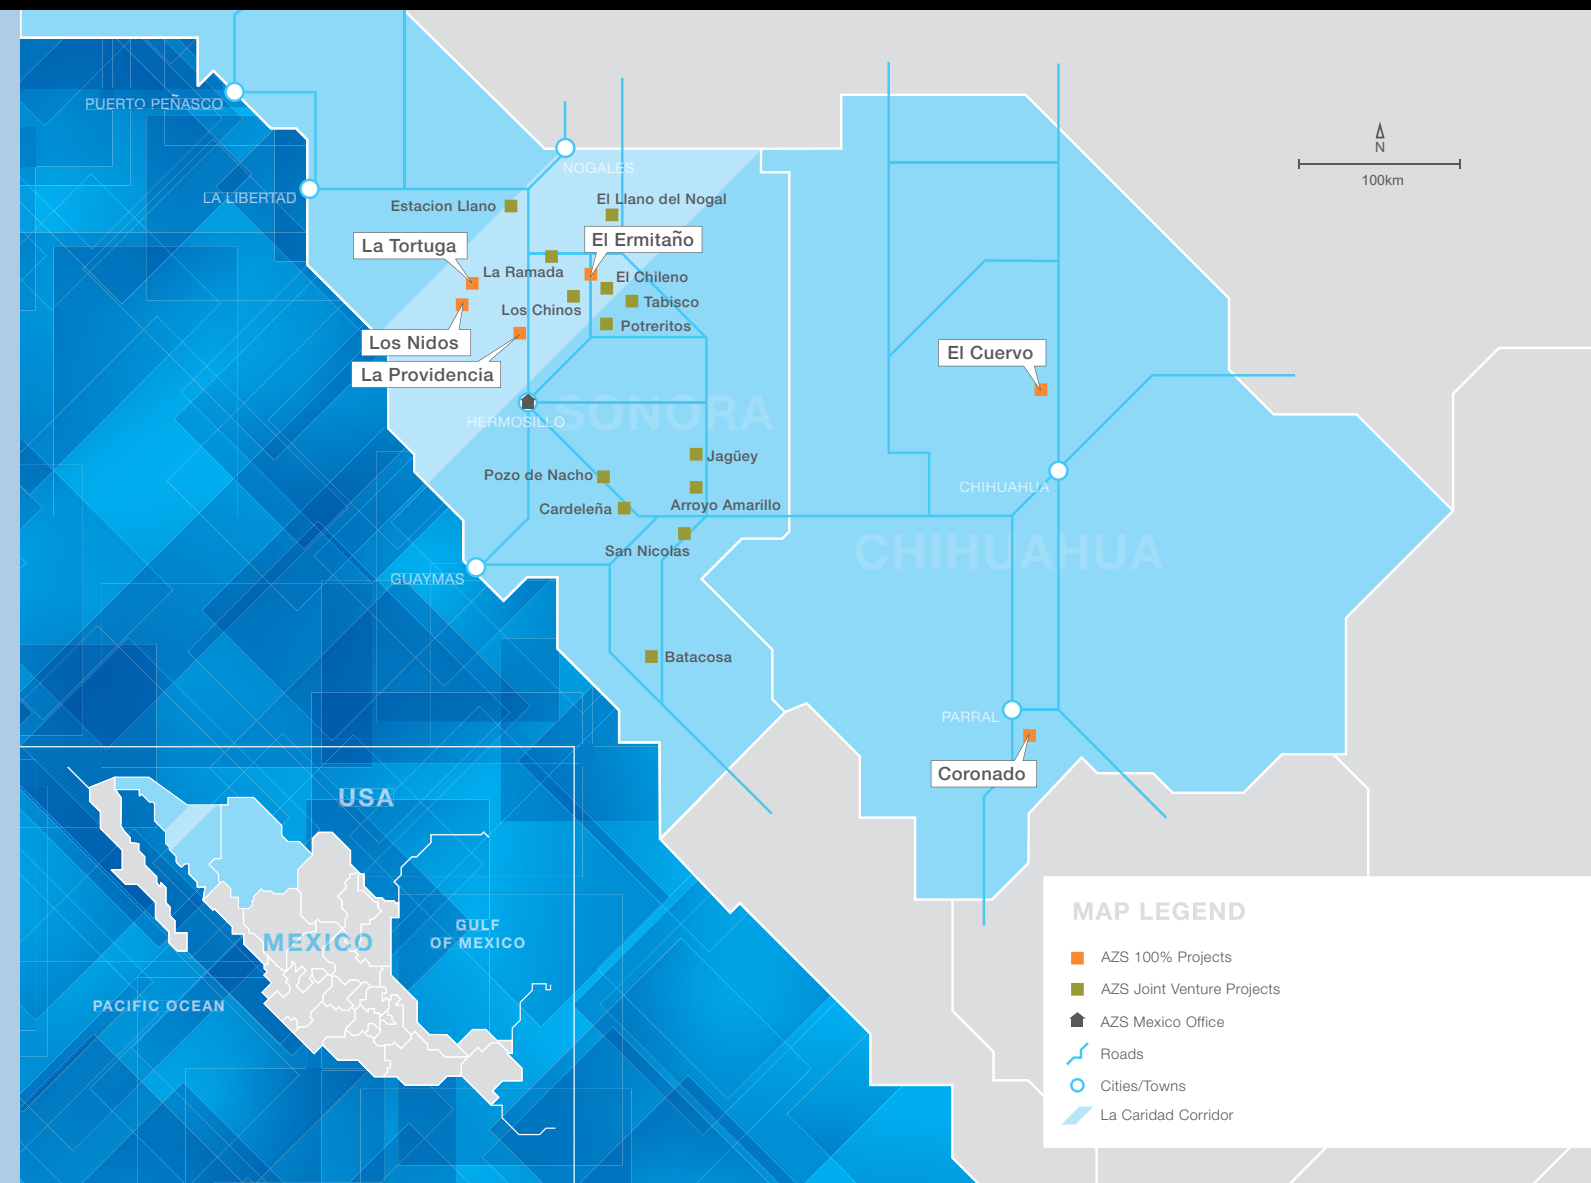 PUERTO PEÑASCO
N
NOGALES
100km
LA LIBERTAD
Estacion Llano
El Llano del Nogal
La Tortuga
El Ermitaño
La Ramada
El Chileno
Los Chinos
Tabisco
Potreritos
Los Nidos
El Cuervo
La Providencia
SONORA
HERMOSILLO
Jagüey
Pozo de Nacho
CHIHUAHUA
Cardeleña
Arroyo Amarillo
San Nicolas
CHIHUAHUA
GUAYMAS
Batacosa
PARRAL
Coronado
USA
GULF
OF MEXICO
MEXICO
PACIFIC OCEAN
MAP LEGEND
AZS 100% Projects
AZS Joint Venture Projects
AZS Mexico Office
Roads
Cities/Towns
La Caridad Corridor